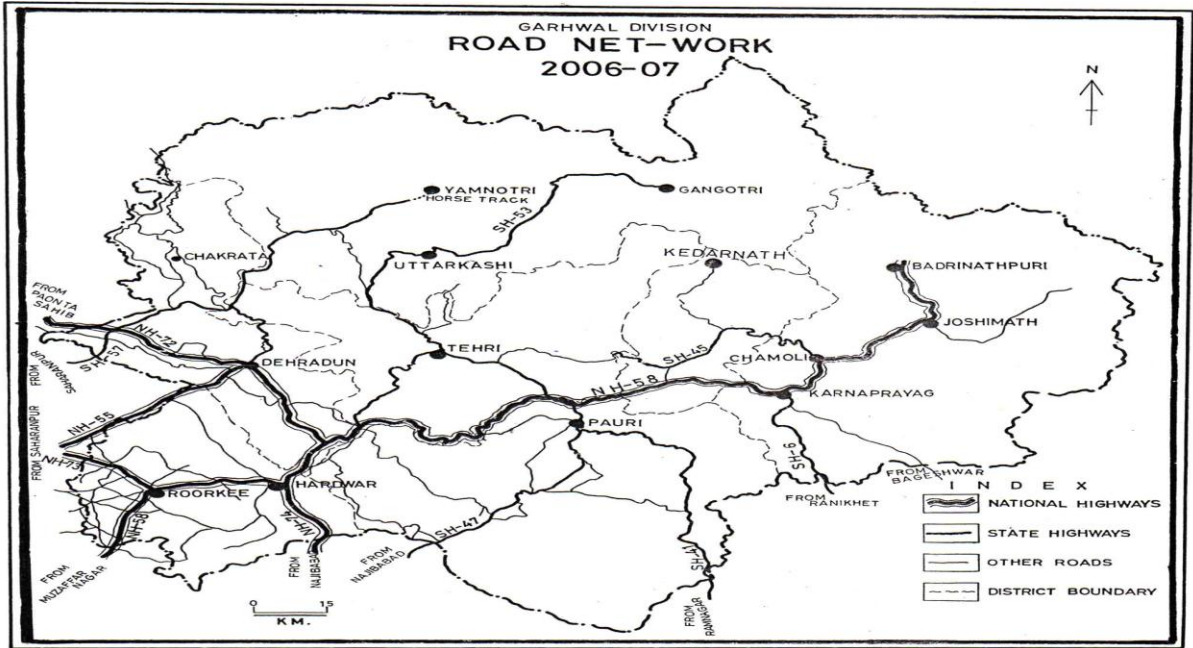 GARHWAL DIVISION
ROAD NET-WORK
2006-07
N
YAMNOTRI
HORSE TRACK
GANGOTRI
SH-53
CHAKRATA
UTTARKASHI
KEDARNATH
BADRINATHPURI
FROM
PAONTA
SAHIB
NH-72
SH-57
FROM
SAHARANPUR
DEHRADUN
TEHRI
SH-45
CHAMOLI
JOSHIMATH
NH-58
KARNAPRAYAG
NH-55
FROM SAHARANPUR
PAURI
NH-73
ROORKEE
HARDWAR
SH-6
FROM
BAGESHWAR
FROM
RANIKHET
NH-58
NH-74
SH-47
FROM
MUZAFFAR
NAGAR
FROM
NAJIBABAD
FROM
NAJIBABAD
FROM
RAMNAGAR
INDEX
NATIONAL HIGHWAYS
STATE HIGHWAYS
OTHER ROADS
DISTRICT BOUNDARY
0 15
KM.